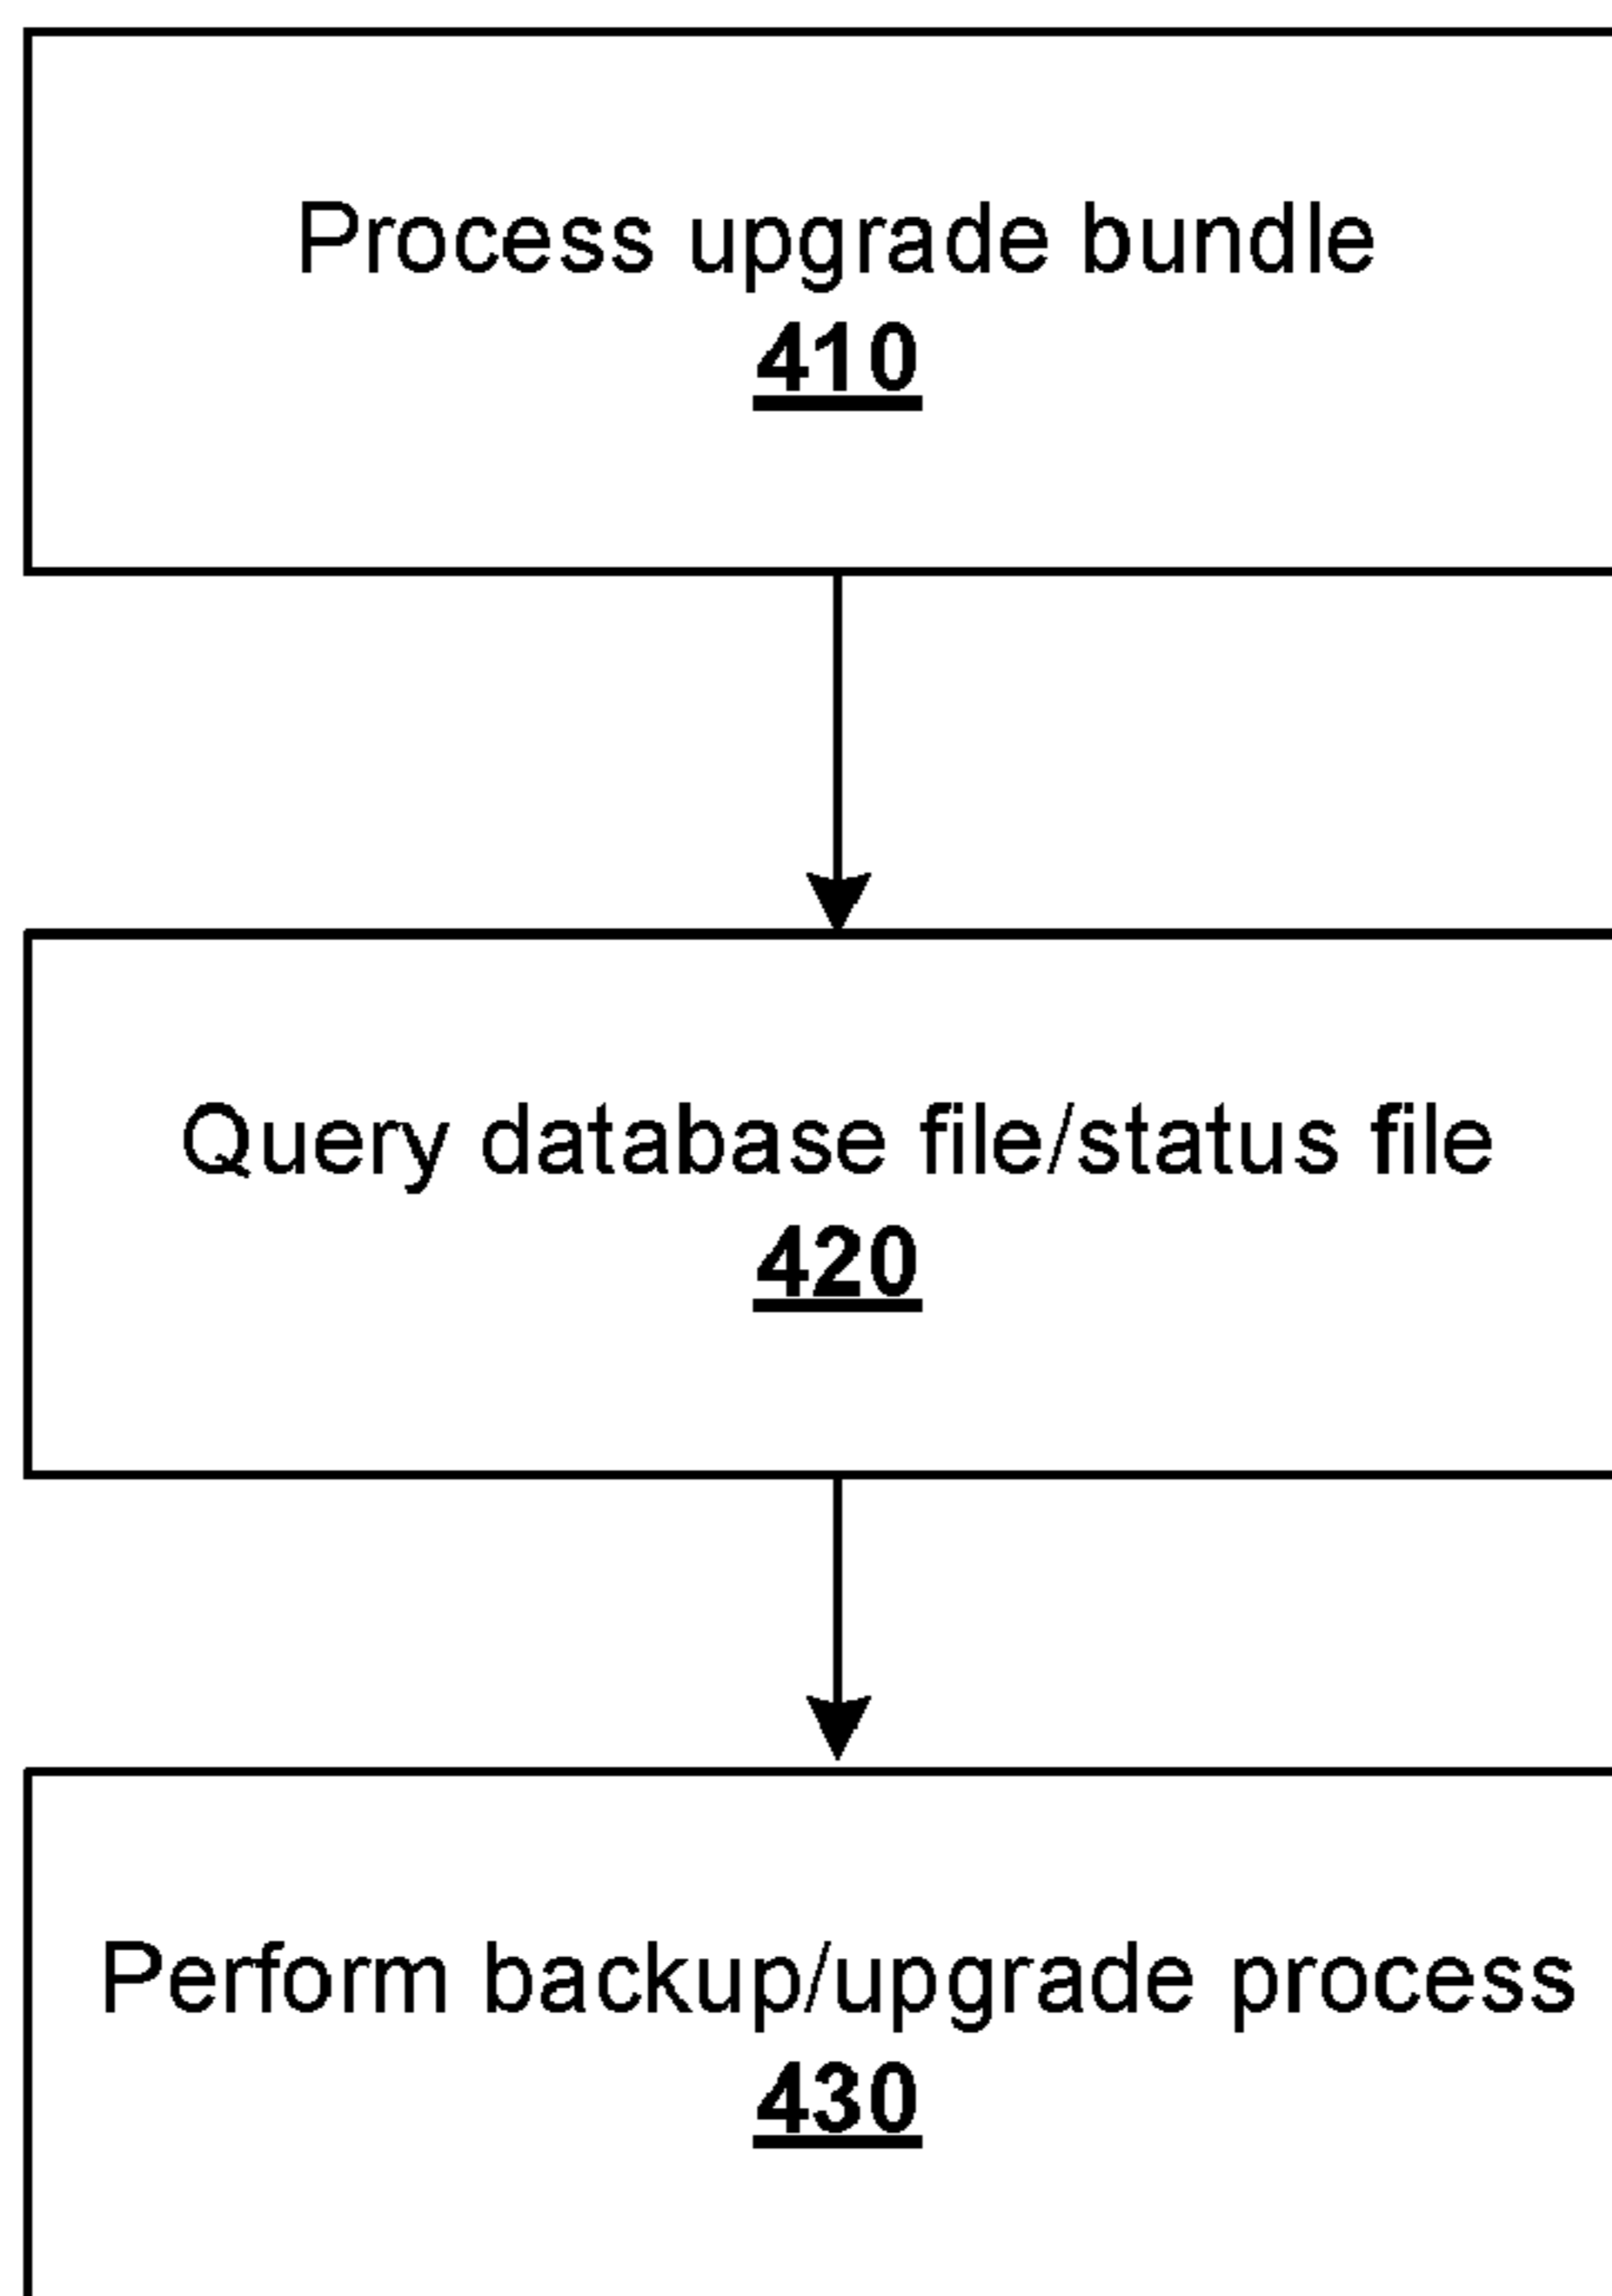 Process upgrade bundle
410
Query database file/status file
420
Perform backup/upgrade process
430